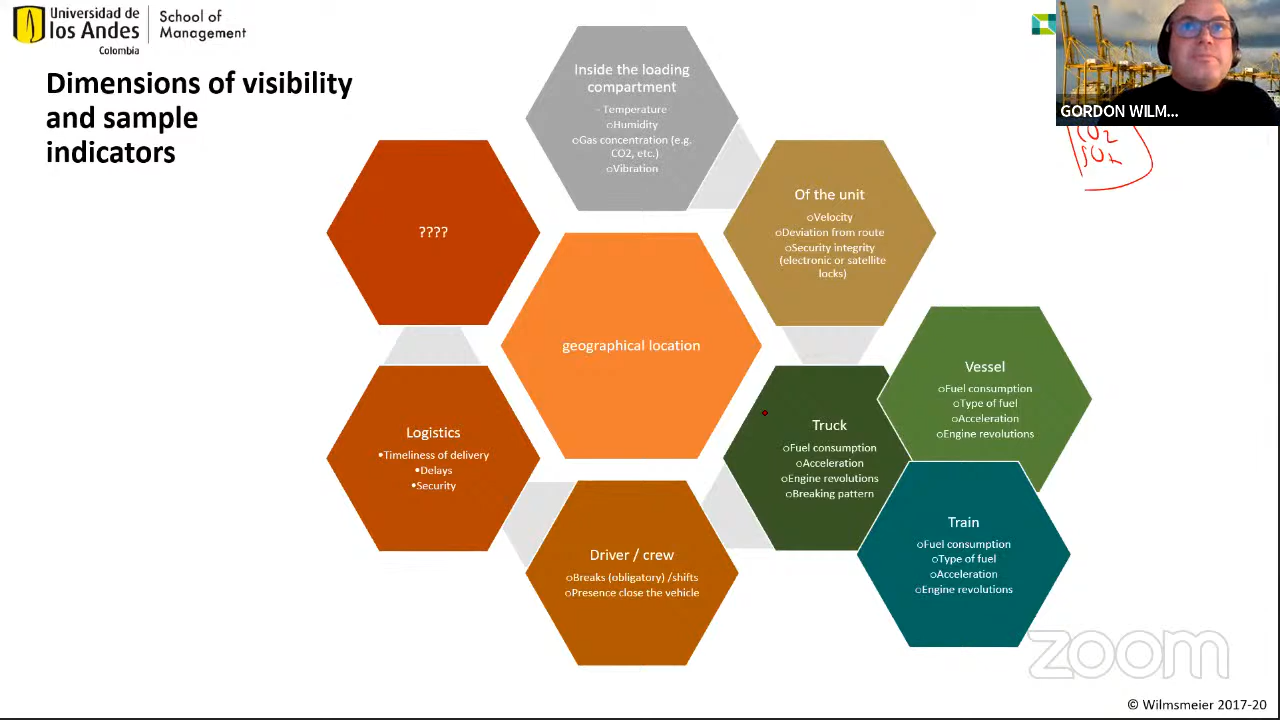 Universidad de
los Andes
Colombia
School of
Management
Dimensions of visibility
and sample
indicators
GORDON WILM...
CO2
SOx
Inside the loading
compartment
- Temperature
oHumidity
oGas concentration (e.g.
CO2, etc.)
oVibration
????
Of the unit
oVelocity
oDeviation from route
oSecurity integrity
(electronic or satellite
locks)
geographical location
Vessel
oFuel consumption
oType of fuel
oAcceleration
oEngine revolutions
Truck
oFuel consumption
oAcceleration
oEngine revolutions
oBreaking pattern
Logistics
•Timeliness of delivery
•Delays
•Security
Train
oFuel consumption
oType of fuel
oAcceleration
oEngine revolutions
Driver / crew
oBreaks (obligatory) /shifts
oPresence close the vehicle
zoom
© Wilmsmeier 2017-20